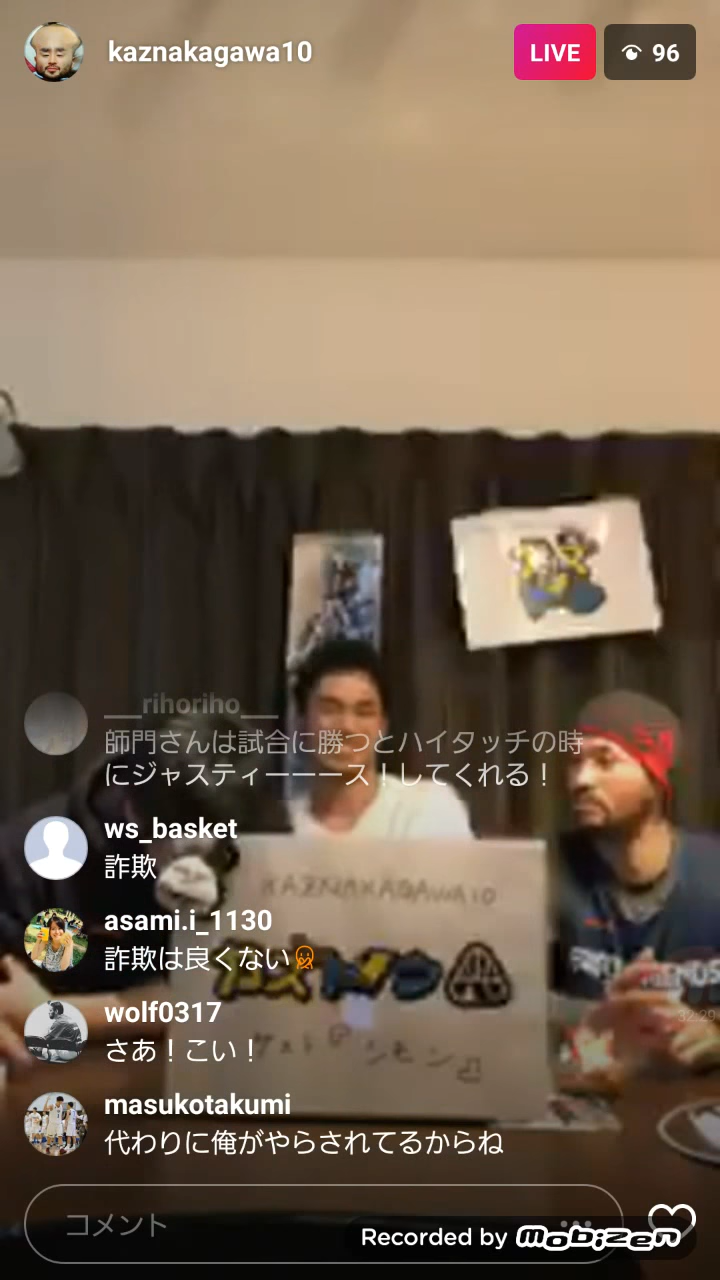 kaznakagawa10
LIVE
96
__rihoriho__
師門さんは試合に勝つとハイタッチの時
にジャスティーーース！してくれる！
KAZNAKAGAWA10
ws_basket
詐欺
asami.i_1130
詐欺は良くない🙅
wolf0317
さあ！こい！
masukotakumi
代わりに俺がやらされてるからね
コメント
Recorded by mobizen